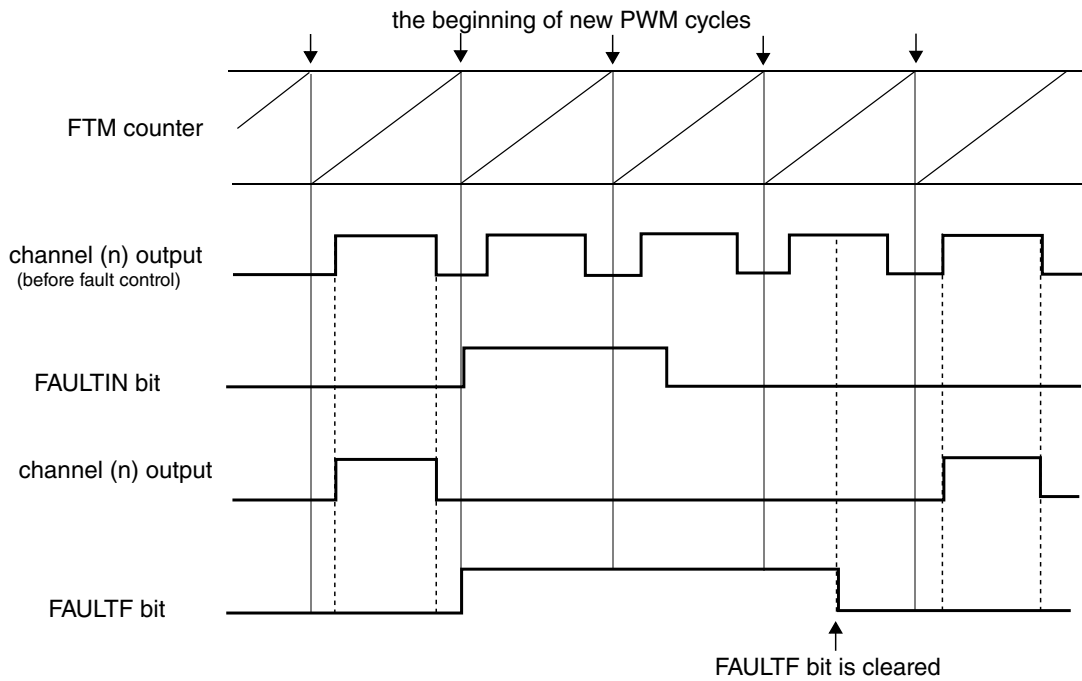 the beginning of new PWM cycles
FTM counter
channel (n) output
(before fault control)
FAULTIN bit
channel (n) output
FAULTF bit
FAULTF bit is cleared